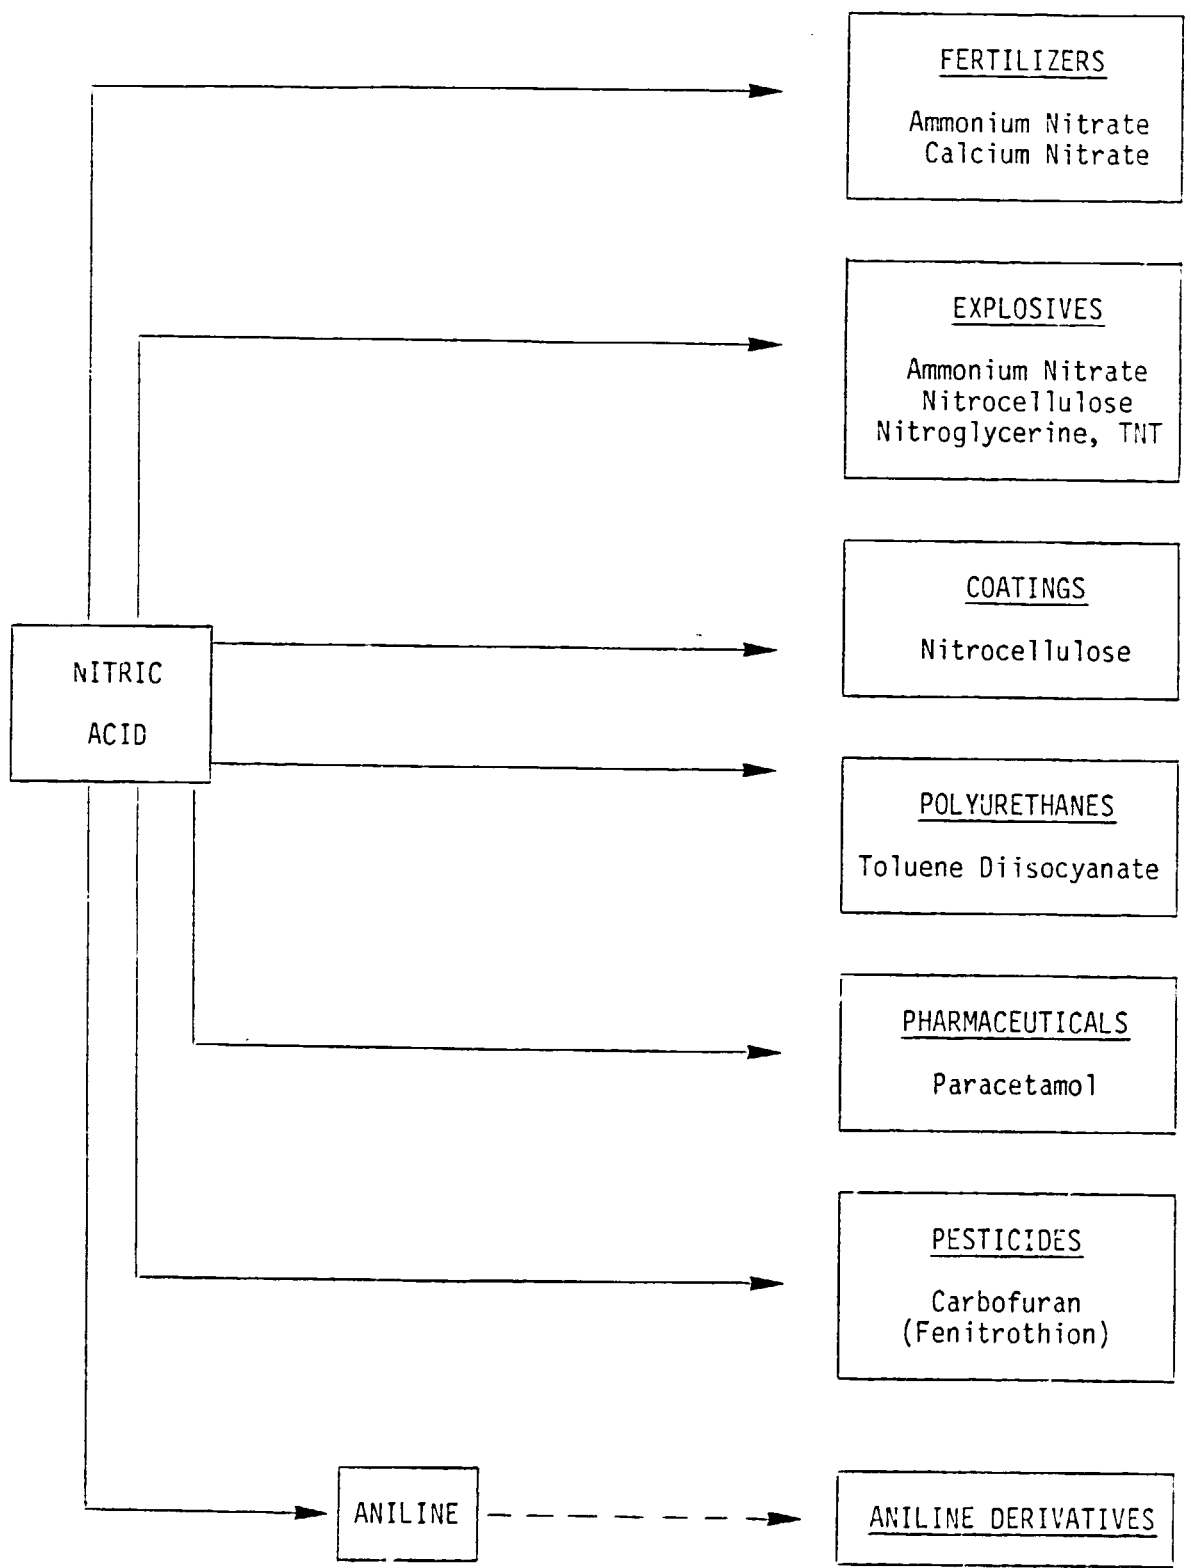 FERTILIZERS
Ammonium Nitrate
Calcium Nitrate
EXPLOSIVES
Ammonium Nitrate
Nitrocellulose
Nitroglycerine, TNT
COATINGS
Nitrocellulose
NITRIC
ACID
POLYURETHANES
Toluene Diisocyanate
PHARMACEUTICALS
Paracetamol
PESTICIDES
Carbofuran
(Fenitrothion)
ANILINE
ANILINE DERIVATIVES